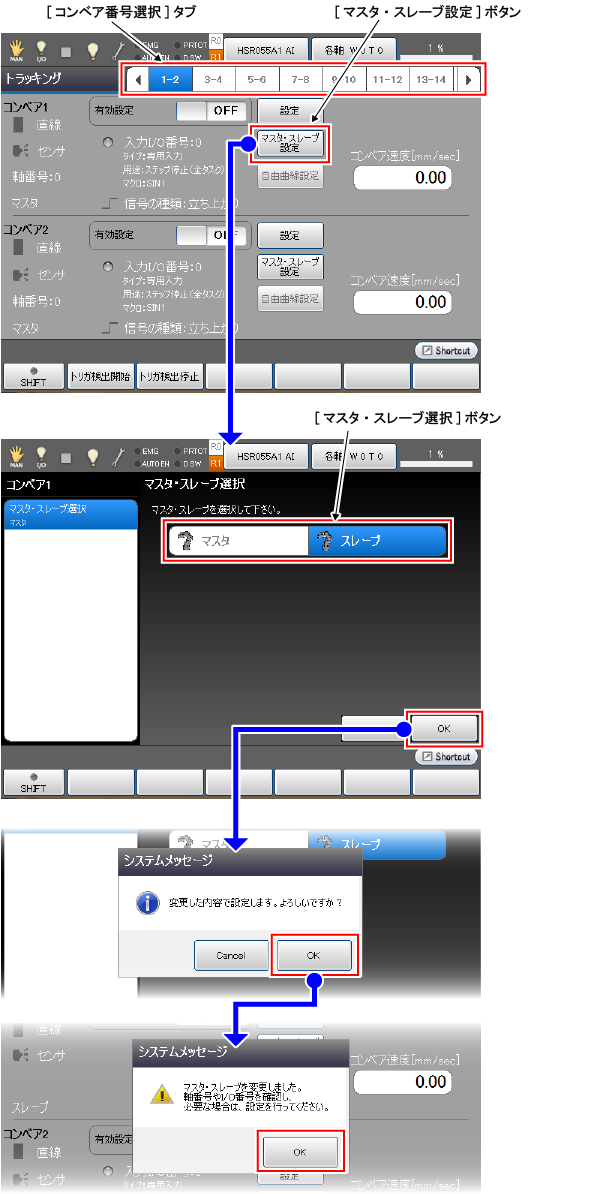 [ コンベア番号選択 ] タブ
[ マスタ・スレーブ設定 ] ボタン
MAN I/O EMG PRTOT R0 HSR055A1 AI 各軸 W 0 T 0 1 %
AUTOEN DSW R1
トラッキング 1-2 3-4 5-6 7-8 9-10 11-12 13-14
コンベア1 有効設定 OFF 設定
直線
センサ 入力I/O番号:0 マスタ・スレーブ設定 コンベア速度[mm/sec]
タイプ:専用入力
用途:ステップ停止(全タスク) 自由曲線設定 0.00
軸番号:0 マクロ:SIN1
マスタ 信号の種類:立ち上がり
コンベア2 有効設定 OFF 設定
直線
センサ 入力I/O番号:0 マスタ・スレーブ設定 コンベア速度[mm/sec]
タイプ:専用入力
用途:ステップ停止(全タスク) 自由曲線設定 0.00
軸番号:0 マクロ:SIN1
マスタ 信号の種類:立ち上がり
Shortcut
SHIFT トリガ検出開始 トリガ検出停止
[ マスタ・スレーブ選択 ] ボタン
MAN I/O EMG PRTOT R0 HSR055A1 AI 各軸 W 0 T 0 1 %
AUTOEN DSW R1
コンベア1 マスタ・スレーブ選択
マスタ・スレーブ選択 マスタ・スレーブを選択して下さい。
マスタ
マスタ スレーブ
OK
Shortcut
SHIFT
マスタ スレーブ
システムメッセージ
変更した内容で設定します。よろしいですか？
Cancel OK
直線
システムメッセージ
センサ コンベア速度[mm/sec]
マスタ・スレーブを変更しました。
軸番号やI/O番号を確認し、
必要な場合は、設定を行ってください。
0.00
スレーブ
コンベア2 有効設定
直線 OK
センサ 設定
コンベア速度[mm/sec]